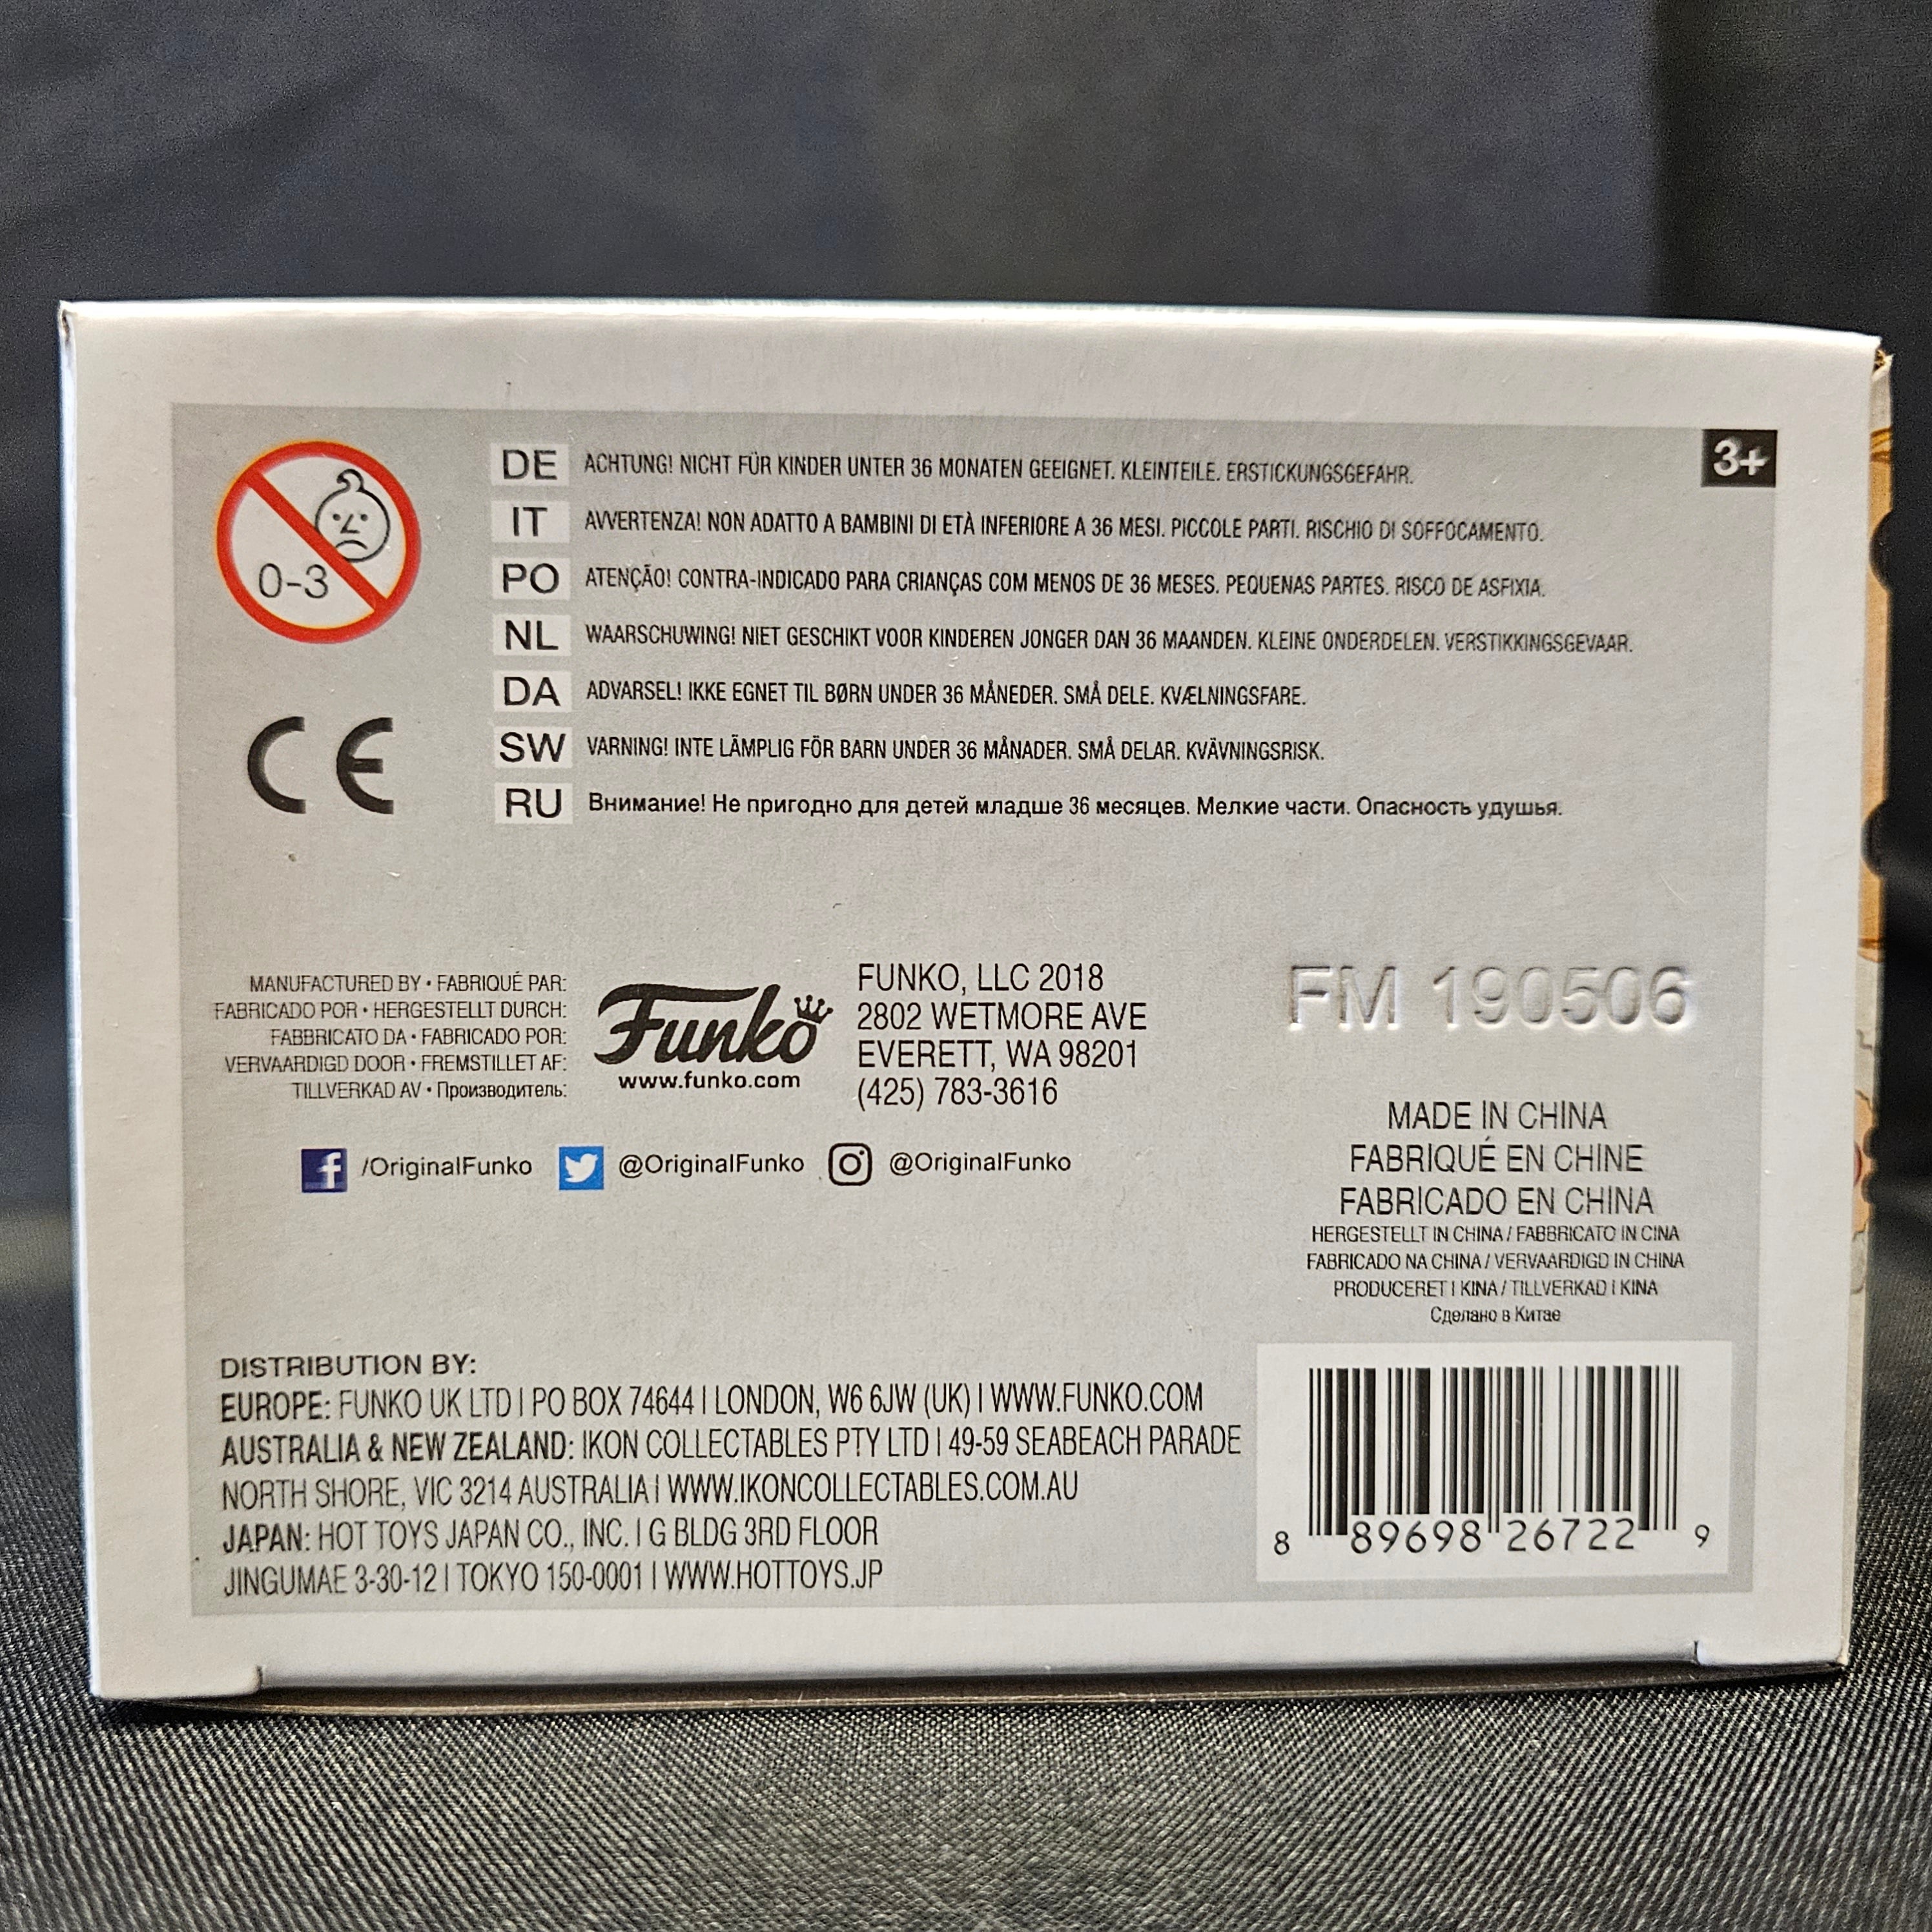 3+
0-3
DE ACHTUNG! NICHT FÜR KINDER UNTER 36 MONATEN GEEIGNET. KLEINTEILE. ERSTICKUNGSGEFAHR.
IT AVVERTENZA! NON ADATTO A BAMBINI DI ETÀ INFERIORE A 36 MESI. PICCOLE PARTI. RISCHIO DI SOFFOCAMENTO.
PO ATENÇÃO! CONTRA-INDICADO PARA CRIANÇAS COM MENOS DE 36 MESES. PEQUENAS PARTES. RISCO DE ASFIXIA.
NL WAARSCHUWING! NIET GESCHIKT VOOR KINDEREN JONGER DAN 36 MAANDEN. KLEINE ONDERDELEN. VERSTIKKINGSGEVAAR.
DA ADVARSEL! IKKE EGNET TIL BØRN UNDER 36 MÅNEDER. SMÅ DELE. KVÆLNINGSFARE.
SW VARNING! INTE LÄMPLIG FÖR BARN UNDER 36 MÅNADER. SMÅ DELAR. KVÄVNINGSRISK.
RU Внимание! Не пригодно для детей младше 36 месяцев. Мелкие части. Опасность удушья.
CE
MANUFACTURED BY • FABRIQUÉ PAR:
FABRICADO POR • HERGESTELLT DURCH:
FABBRICATO DA • FABRICADO POR:
VERVAARDIGD DOOR • FREMSTILLET AF:
TILLVERKAD AV • Производитель:
Funko
www.funko.com
FUNKO, LLC 2018
2802 WETMORE AVE
EVERETT, WA 98201
(425) 783-3616
FM 190506
/OriginalFunko @OriginalFunko @OriginalFunko
MADE IN CHINA
FABRIQUÉ EN CHINE
FABRICADO EN CHINA
HERGESTELLT IN CHINA / FABBRICATO IN CINA
FABRICADO NA CHINA / VERVAARDIGD IN CHINA
PRODUCERET I KINA / TILLVERKAD I KINA
Сделано в Китае
DISTRIBUTION BY:
EUROPE: FUNKO UK LTD | PO BOX 74644 | LONDON, W6 6JW (UK) | WWW.FUNKO.COM
AUSTRALIA & NEW ZEALAND: IKON COLLECTABLES PTY LTD | 49-59 SEABEACH PARADE
NORTH SHORE, VIC 3214 AUSTRALIA | WWW.IKONCOLLECTABLES.COM.AU
JAPAN: HOT TOYS JAPAN CO., INC. | G BLDG 3RD FLOOR
JINGUMAE 3-30-12 | TOKYO 150-0001 | WWW.HOTTOYS.JP
8 89698 26722 9